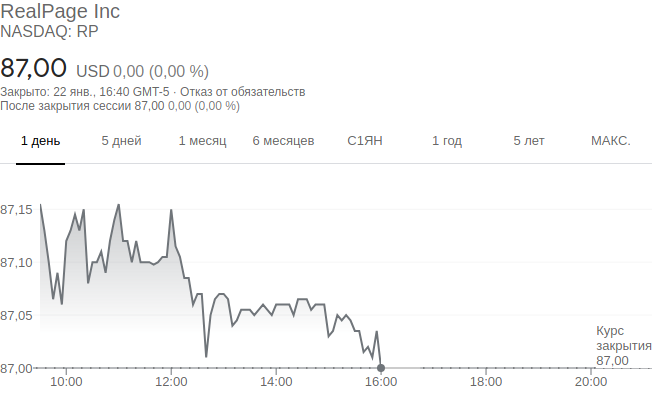 RealPage Inc
NASDAQ: RP
87,00 USD 0,00 (0,00 %)
Закрыто: 22 янв., 16:40 GMT-5 · Отказ от обязательств
После закрытия сессии 87,00 0,00 (0,00 %)
1 день 5 дней 1 месяц 6 месяцев С1ЯН 1 год 5 лет МАКС.
87,15
87,10
87,05
Курс
закрытия
87,00
87,00
10:00 12:00 14:00 16:00 18:00 20:00